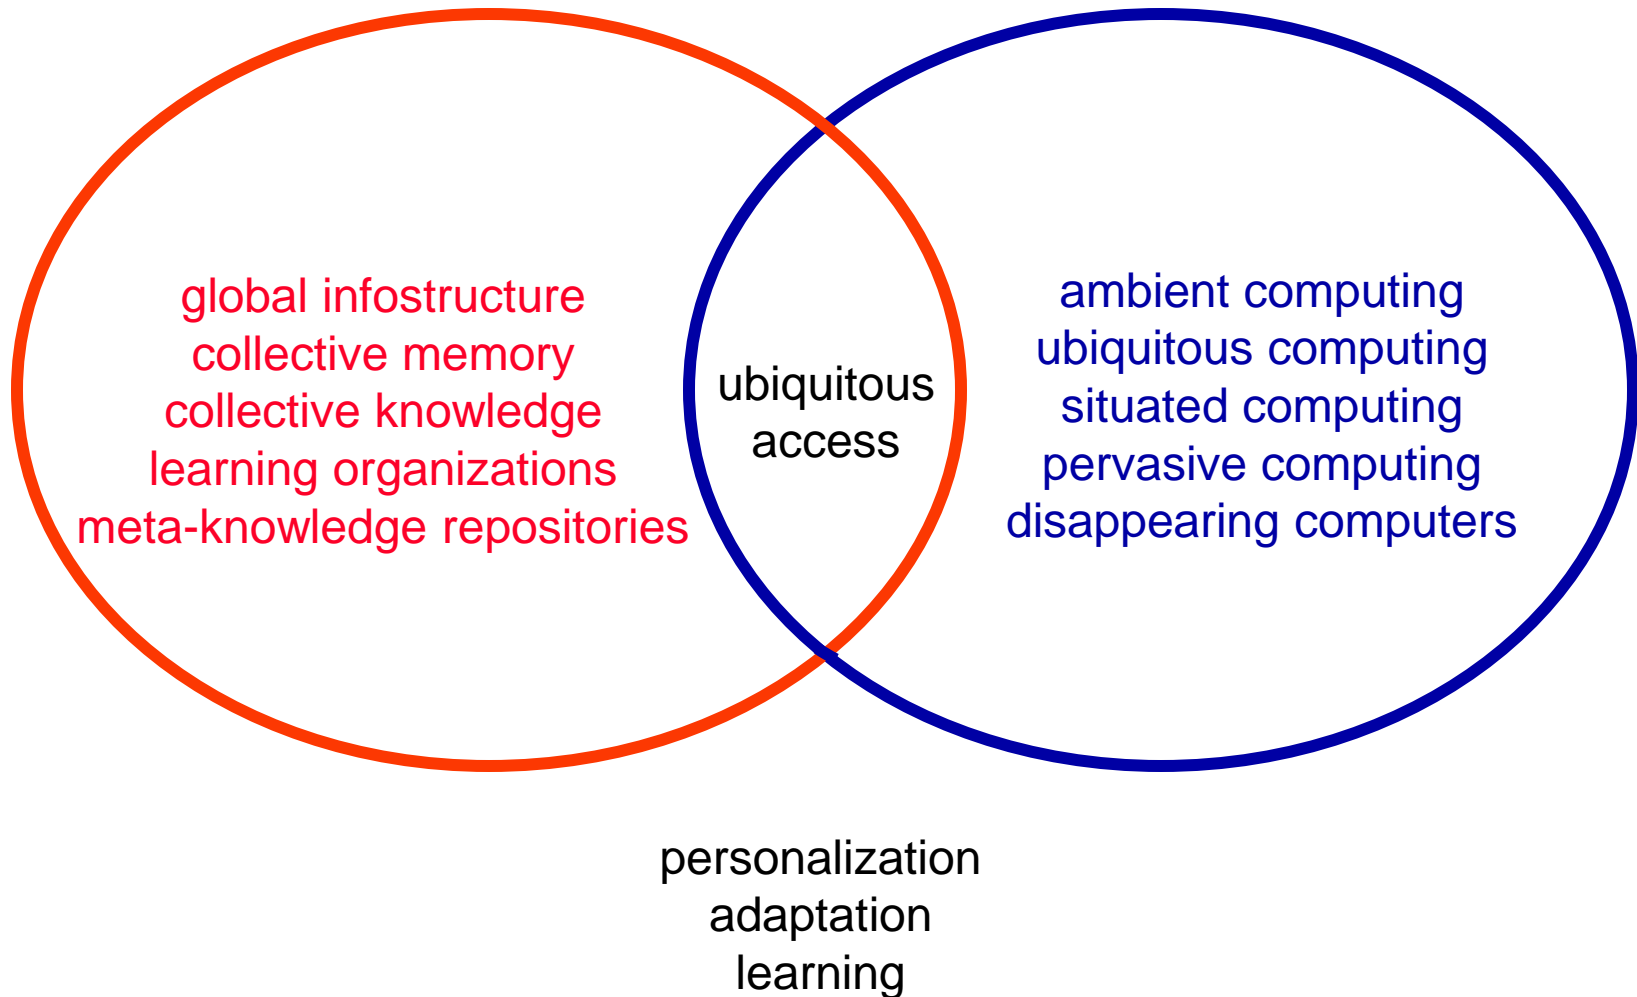 global infostructure
collective memory
collective knowledge
learning organizations
meta-knowledge repositories
ubiquitous
access
ambient computing
ubiquitous computing
situated computing
pervasive computing
disappearing computers
personalization
adaptation
learning